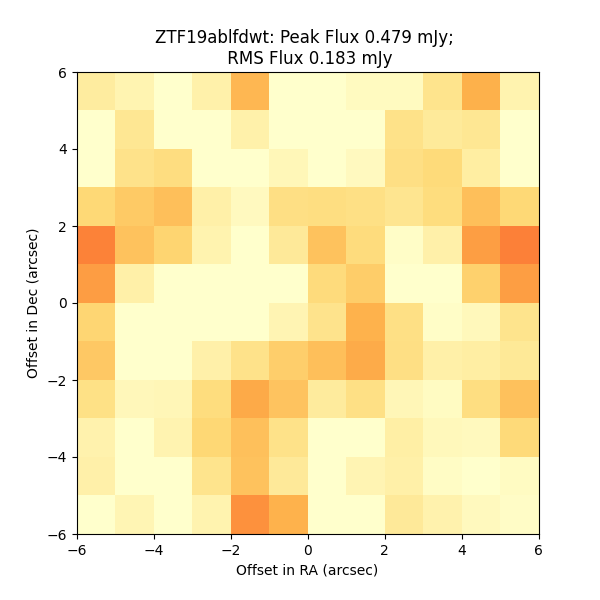 ZTF19ablfdwt: Peak Flux 0.479 mJy;
RMS Flux 0.183 mJy
6
4
2
0
−2
−4
−6
Offset in Dec (arcsec)
−6 −4 −2 0 2 4 6
Offset in RA (arcsec)